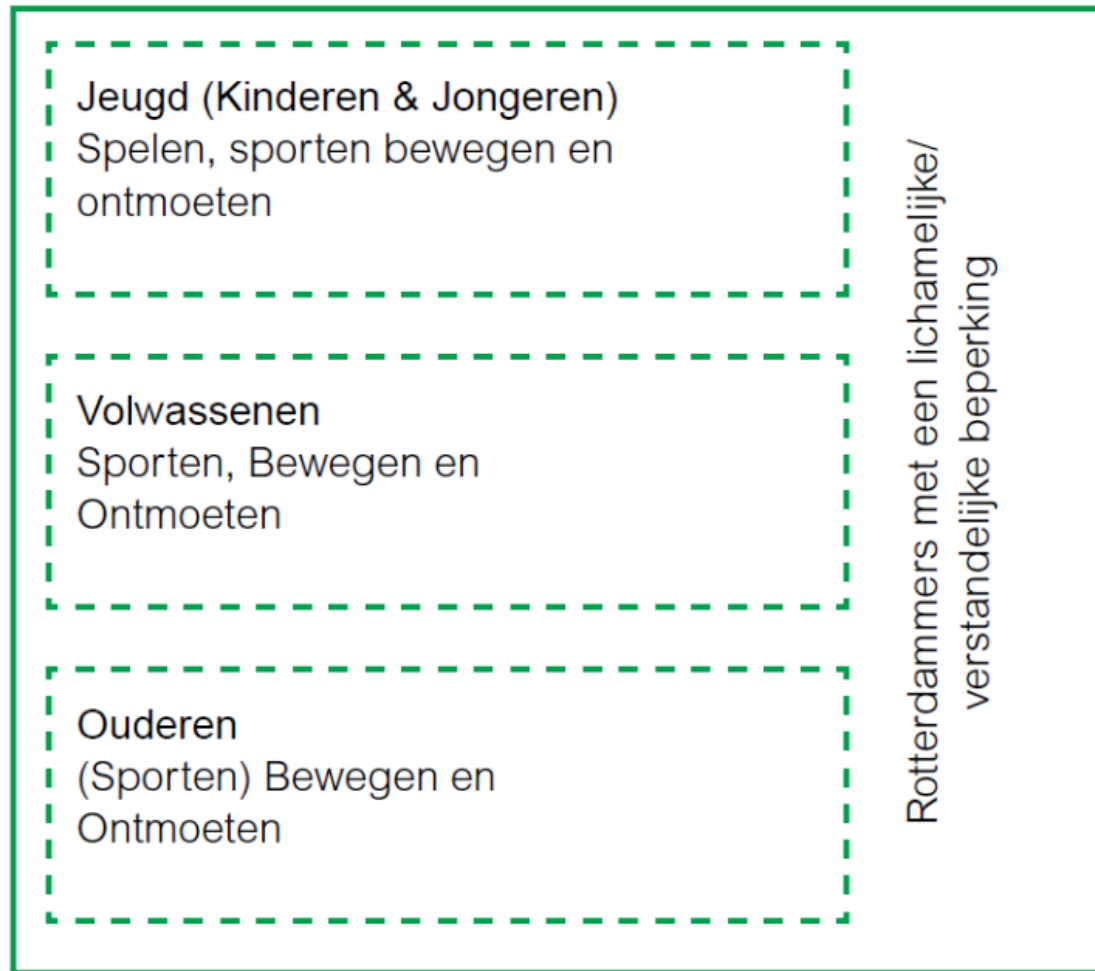 Jeugd (Kinderen & Jongeren)
Spelen, sporten bewegen en
ontmoeten
Volwassenen
Sporten, Bewegen en
Ontmoeten
Ouderen
(Sporten) Bewegen en
Ontmoeten
Rotterdammers met een lichamelijke/
verstandelijke beperking